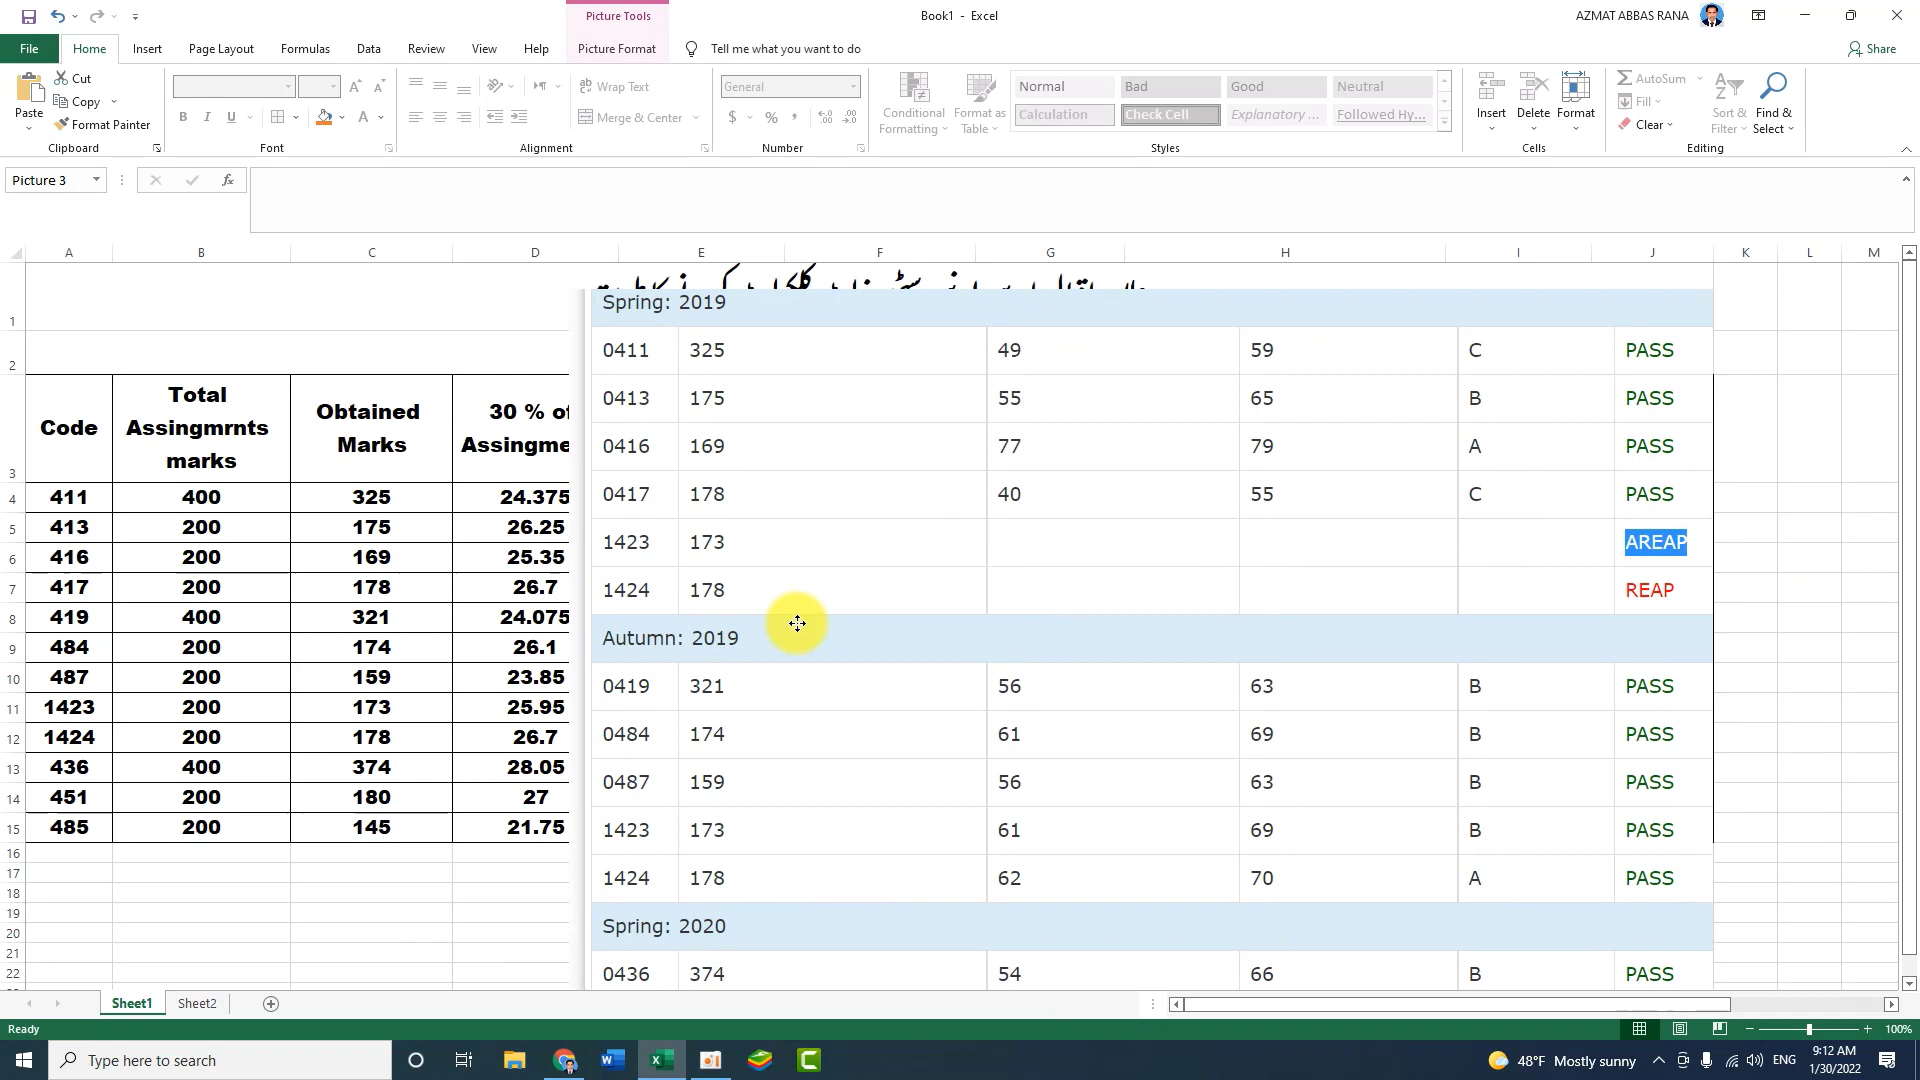 Picture Tools
Book1 - Excel
AZMAT ABBAS RANA
File Home Insert Page Layout Formulas Data Review View Help Picture Format Tell me what you want to do Share
Paste Cut Copy Format Painter
General
Wrap Text
Merge & Center
Conditional Formatting
Format as Table
Normal Bad Good Neutral
Calculation Check Cell Explanatory ... Followed Hy...
Insert Delete Format
AutoSum Fill Clear
Sort & Filter
Find & Select
Clipboard Font Alignment Number Styles Cells Editing
Picture 3
A B C D E F G H I J K L M
1
2
3
Code
Total Assingmrnts marks
Obtained Marks
30 %
4 411 400 325 24.375
5 413 200 175 26.25
6 416 200 169 25.35
7 417 200 178 26.7
8 419 400 321 24.075
9 484 200 174 26.1
10 487 200 159 23.85
11 1423 200 173 25.95
12 1424 200 178 26.7
13 436 400 374 28.05
14 451 200 180 27
15 485 200 145 21.75
16
17
18
19
20
21
22
Spring: 2019
0411 325 49 59 C PASS
0413 175 55 65 B PASS
0416 169 77 79 A PASS
0417 178 40 55 C PASS
1423 173 AREAP
1424 178 REAP
Autumn: 2019
0419 321 56 63 B PASS
0484 174 61 69 B PASS
0487 159 56 63 B PASS
1423 173 61 69 B PASS
1424 178 62 70 A PASS
Spring: 2020
0436 374 54 66 B PASS
Sheet1 Sheet2
Ready
100%
Type here to search
48°F Mostly sunny
ENG
9:12 AM
1/30/2022